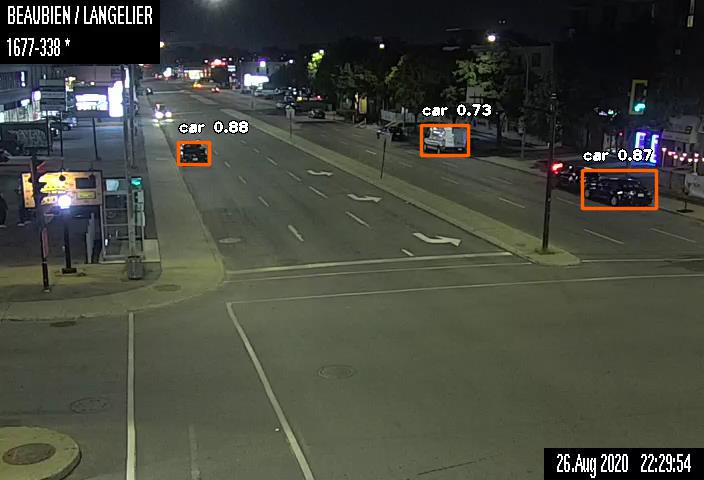 BEAUBIEN / LANGELIER
1677-338 *
car 0.73
car 0.88
car 0.87
26.Aug 2020 22:29:54